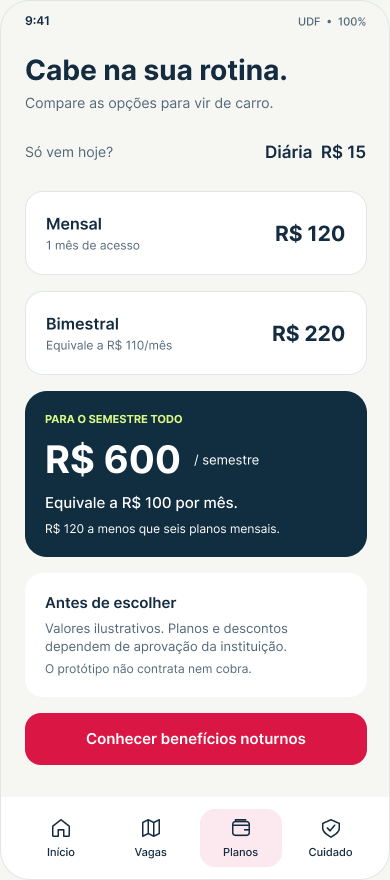 9:41 UDF • 100%
Cabe na sua rotina.
Compare as opções para vir de carro.
Só vem hoje? Diária R$ 15
Mensal
1 mês de acesso
R$ 120
Bimestral
Equivale a R$ 110/mês
R$ 220
PARA O SEMESTRE TODO
R$ 600 / semestre
Equivale a R$ 100 por mês.
R$ 120 a menos que seis planos mensais.
Antes de escolher
Valores ilustrativos. Planos e descontos
dependem de aprovação da instituição.
O protótipo não contrata nem cobra.
Conhecer benefícios noturnos
Início Vagas Planos Cuidado